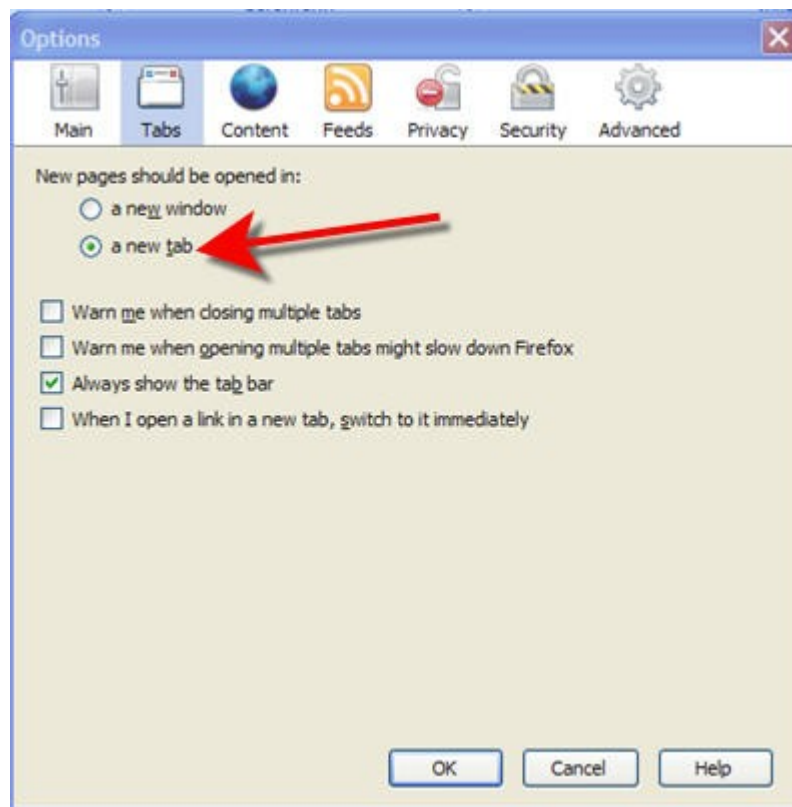 Options
Main Tabs Content Feeds Privacy Security Advanced
New pages should be opened in:
a new window
a new tab
Warn me when closing multiple tabs
Warn me when opening multiple tabs might slow down Firefox
Always show the tab bar
When I open a link in a new tab, switch to it immediately
OK Cancel Help